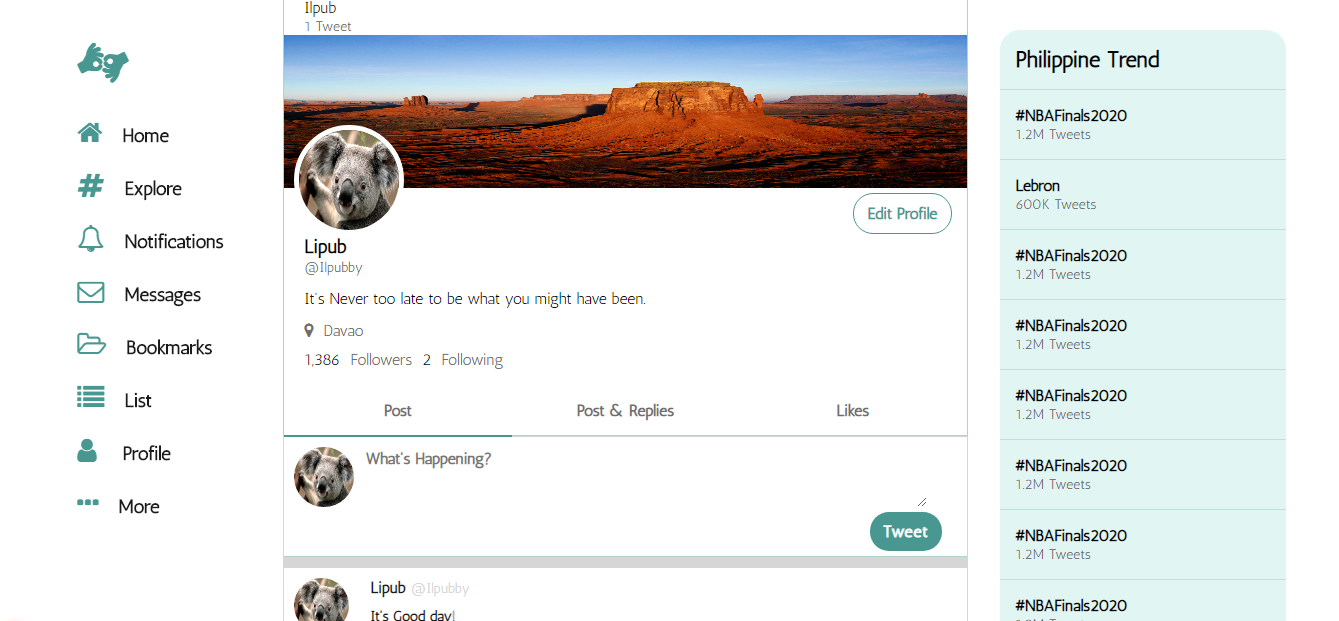 Home
Explore
Notifications
Messages
Bookmarks
List
Profile
More
Ilpub
1 Tweet
Edit Profile
Lipub
@Ilpubby
It's Never too late to be what you might have been.
Davao
1,386 Followers 2 Following
Post Post & Replies Likes
What's Happening?
Tweet
Lipub @Ilpubby
It's Good day!
Philippine Trend
#NBAFinals2020
1.2M Tweets
Lebron
600K Tweets
#NBAFinals2020
1.2M Tweets
#NBAFinals2020
1.2M Tweets
#NBAFinals2020
1.2M Tweets
#NBAFinals2020
1.2M Tweets
#NBAFinals2020
1.2M Tweets
#NBAFinals2020